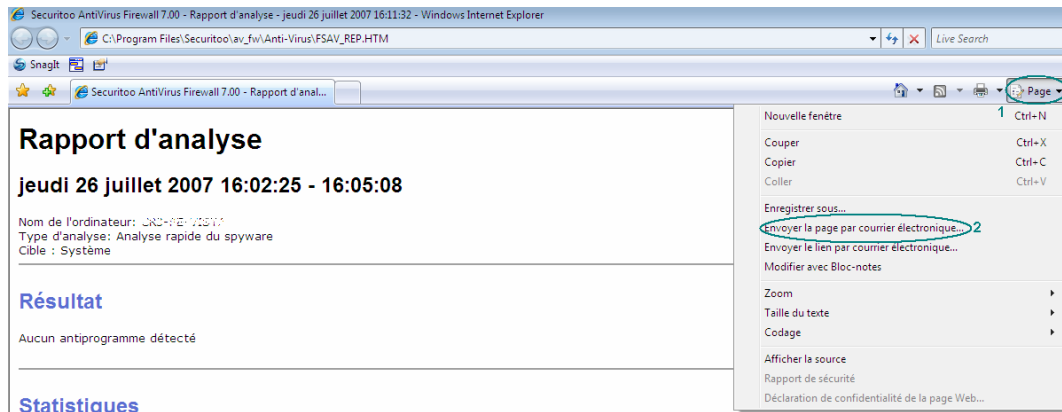 Securitoo AntiVirus Firewall 7.00 - Rapport d'analyse - jeudi 26 juillet 2007 16:11:32 - Windows Internet Explorer
C:\Program Files\Securitoo\av_fw\Anti-Virus\FSAV_REP.HTM
Live Search
SnagIt
Securitoo AntiVirus Firewall 7.00 - Rapport d'anal...
Page
1
Rapport d'analyse
jeudi 26 juillet 2007 16:02:25 - 16:05:08
Nom de l'ordinateur:
Type d'analyse: Analyse rapide du spyware
Cible : Système
Résultat
Aucun antiprogramme détecté
Statistiques
Nouvelle fenêtre Ctrl+N
Couper Ctrl+X
Copier Ctrl+C
Coller Ctrl+V
Enregistrer sous...
Envoyer la page par courrier électronique... 2
Envoyer le lien par courrier électronique...
Modifier avec Bloc-notes
Zoom
Taille du texte
Codage
Afficher la source
Rapport de sécurité
Déclaration de confidentialité de la page Web...